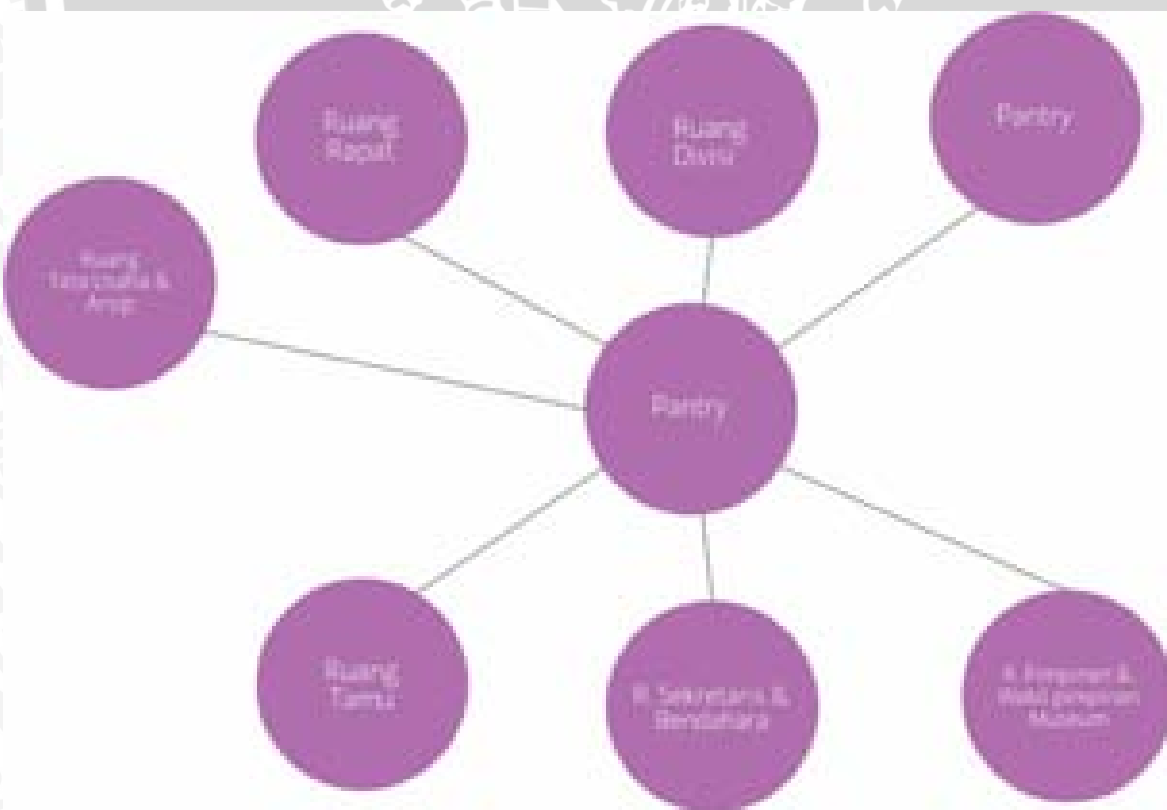 Ruang
Rapat
Ruang
Divisi
Pantry
Ruang
Tata Usaha &
Arsip
Pantry
Ruang
Tamu
R. Sekretaris &
Bendahara
R. Pimpinan &
Wakil pimpinan
Museum